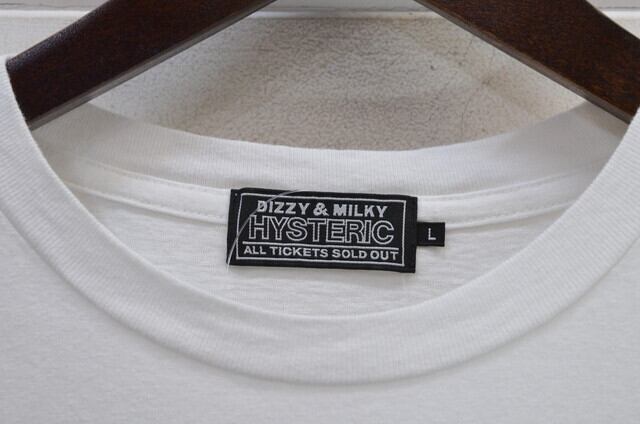 DIZZY & MILKY
HYSTERIC
ALL TICKETS SOLD OUT
L